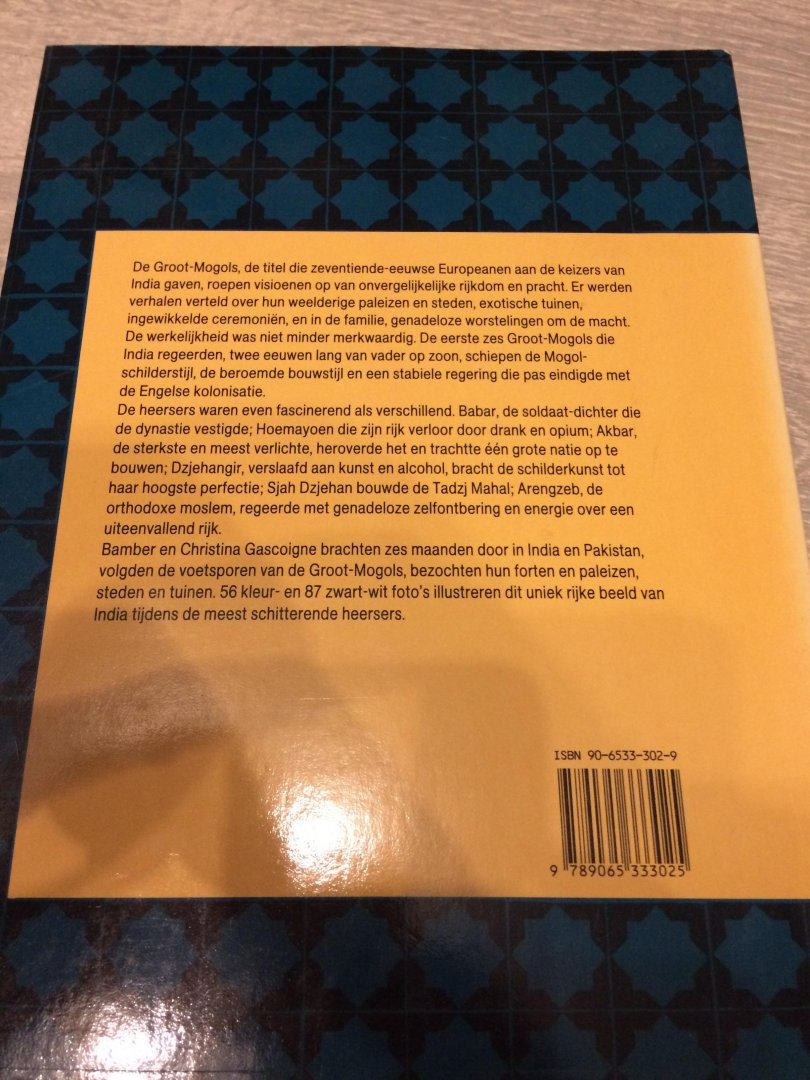 De Groot-Mogols, de titel die zeventiende-eeuwse Europeanen aan de keizers van
India gaven, roepen visioenen op van onvergelijkelijke rijkdom en pracht. Er werden
verhalen verteld over hun weelderige paleizen en steden, exotische tuinen,
ingewikkelde ceremoniën, en in de familie, genadeloze worstelingen om de macht.
De werkelijkheid was niet minder merkwaardig. De eerste zes Groot-Mogols die
India regeerden, twee eeuwen lang van vader op zoon, schiepen de Mogol-
schilderstijl, de beroemde bouwstijl en een stabiele regering die pas eindigde met
de Engelse kolonisatie.
De heersers waren even fascinerend als verschillend. Babar, de soldaat-dichter die
de dynastie vestigde; Hoemayoen die zijn rijk verloor door drank en opium; Akbar,
de sterkste en meest verlichte, heroverde het en trachtte één grote natie op te
bouwen; Dzjehangir, verslaafd aan kunst en alcohol, bracht de schilderkunst tot
haar hoogste perfectie; Sjah Dzjehan bouwde de Tadzj Mahal; Arengzeb, de
orthodoxe moslem, regeerde met genadeloze zelfontbering en energie over een
uiteenvallend rijk.
Bamber en Christina Gascoigne brachten zes maanden door in India en Pakistan,
volgden de voetsporen van de Groot-Mogols, bezochten hun forten en paleizen,
steden en tuinen. 56 kleur- en 87 zwart-wit foto's illustreren dit uniek rijke beeld van
India tijdens de meest schitterende heersers.
ISBN 90-6533-302-9
9 789065 333025